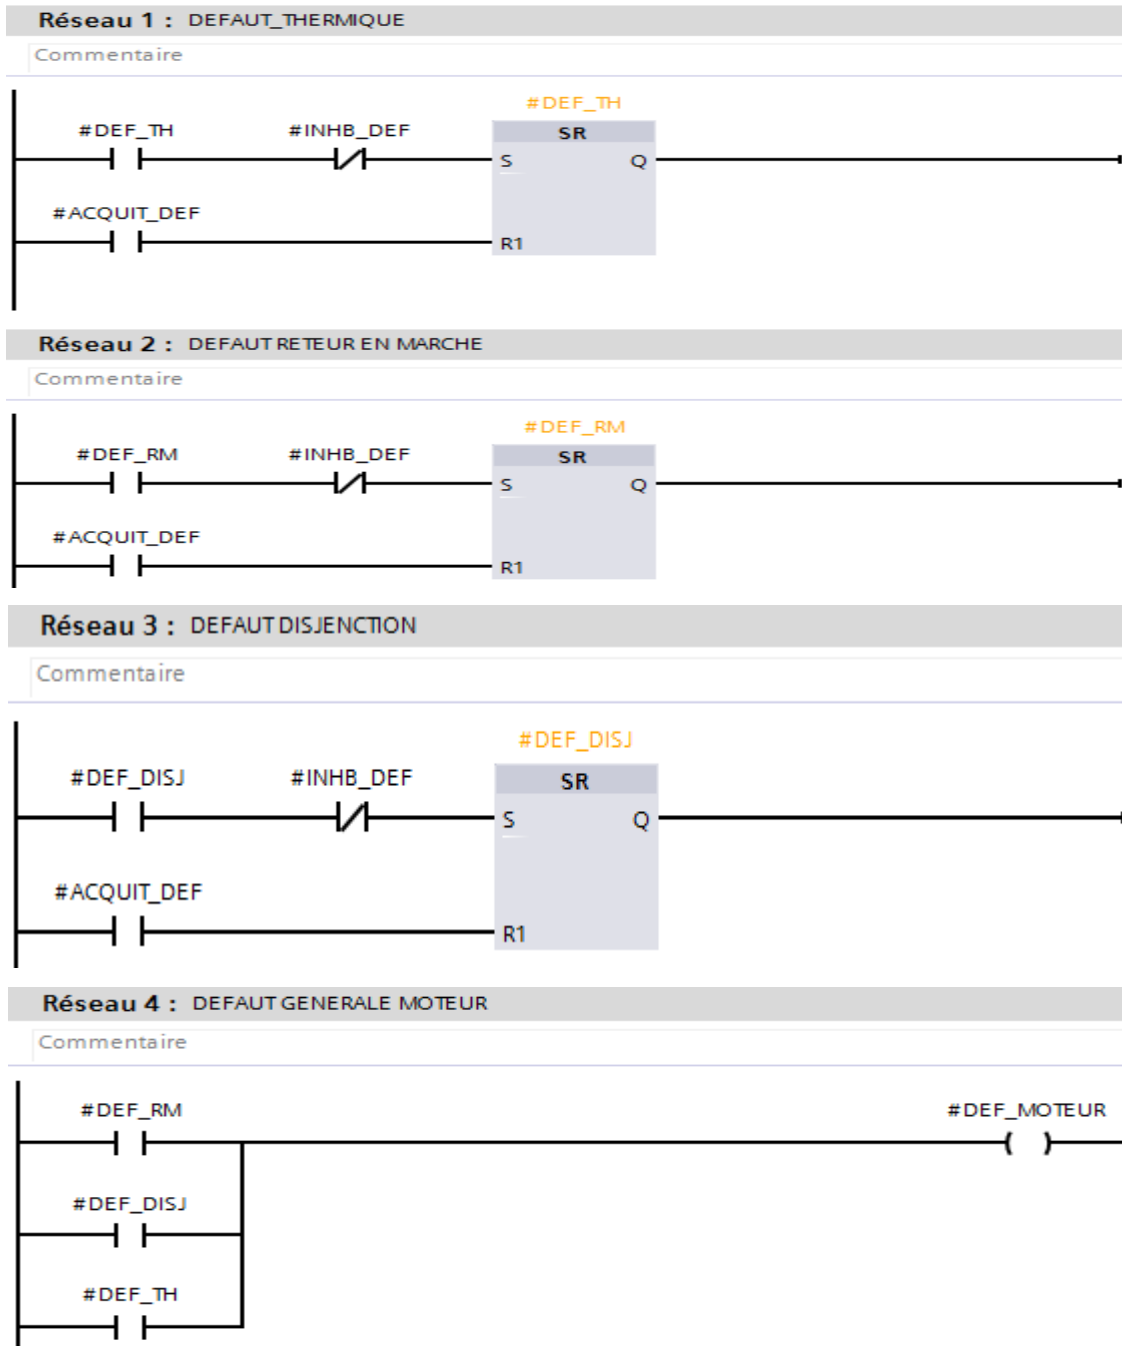 Réseau 1 : DEFAUT_THERMIQUE
Commentaire
#DEF_TH
#DEF_TH #INHB_DEF SR
S Q
#ACQUIT_DEF
R1
Réseau 2 : DEFAUT RETEUR EN MARCHE
Commentaire
#DEF_RM
#DEF_RM #INHB_DEF SR
S Q
#ACQUIT_DEF
R1
Réseau 3 : DEFAUT DISJENCTION
Commentaire
#DEF_DISJ
#DEF_DISJ #INHB_DEF SR
S Q
#ACQUIT_DEF
R1
Réseau 4 : DEFAUT GENERALE MOTEUR
Commentaire
#DEF_RM #DEF_MOTEUR
#DEF_DISJ
#DEF_TH